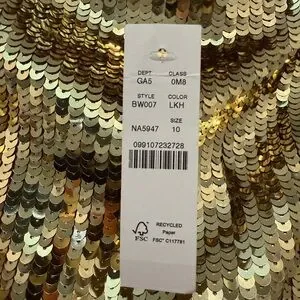 DEPT CLASS
GA5 0M8
STYLE COLOR
BW007 LKH
SIZE
NA5947 10
099107232728
RECYCLED
Paper
FSC FSC® C117781